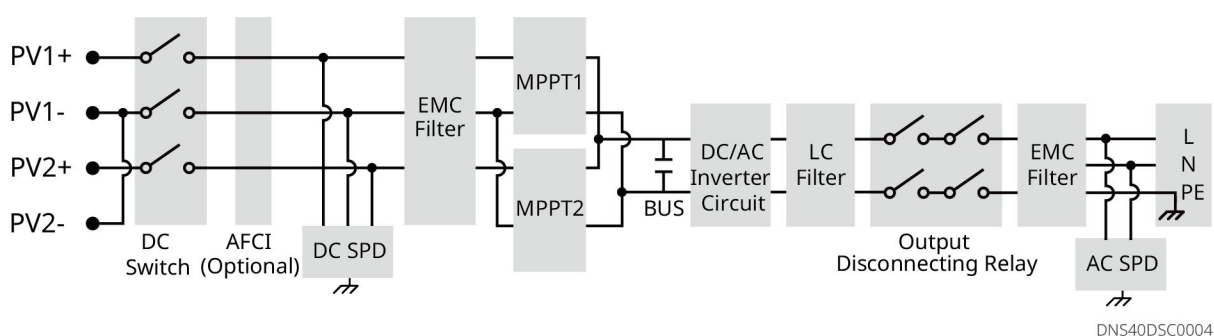 PV1+
PV1-
PV2+
PV2-
DC
Switch
AFCI
(Optional)
DC SPD
EMC
Filter
MPPT1
MPPT2
BUS
DC/AC
Inverter
Circuit
LC
Filter
Output
Disconnecting Relay
EMC
Filter
L
N
PE
AC SPD
DNS40DSC0004